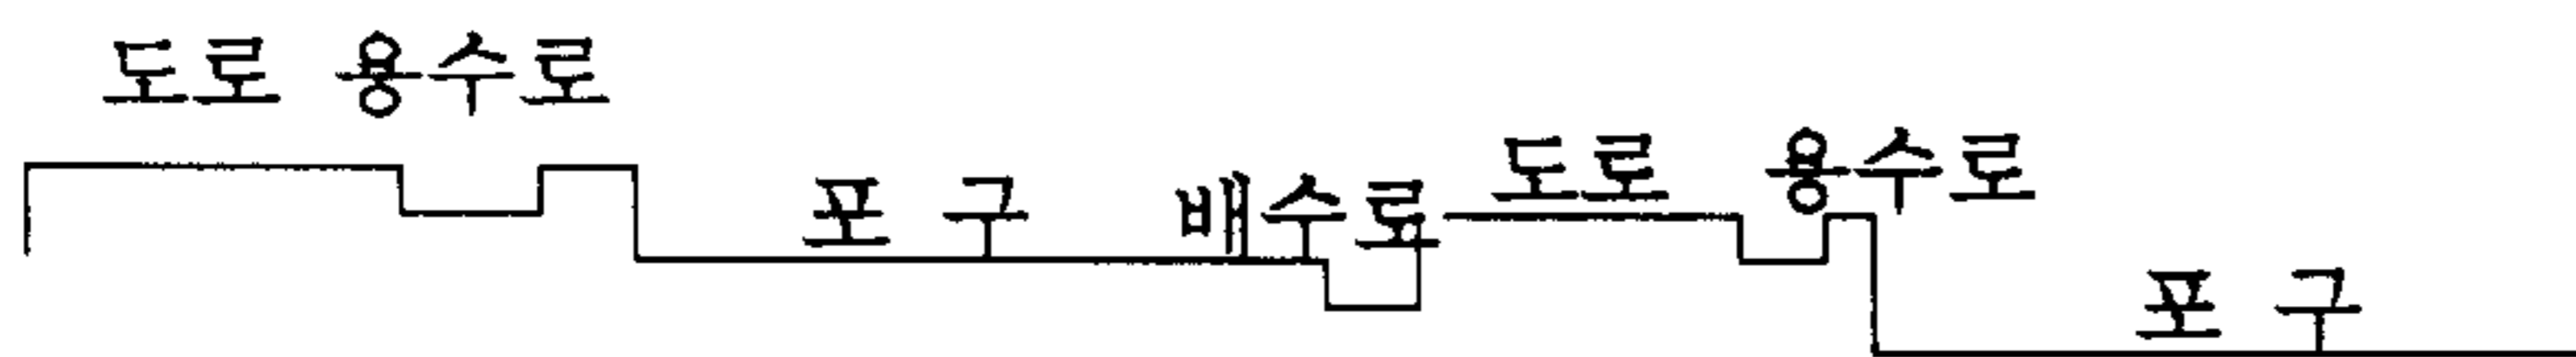 도로 용수로
도로 용수로
포 구 배수로
포 구